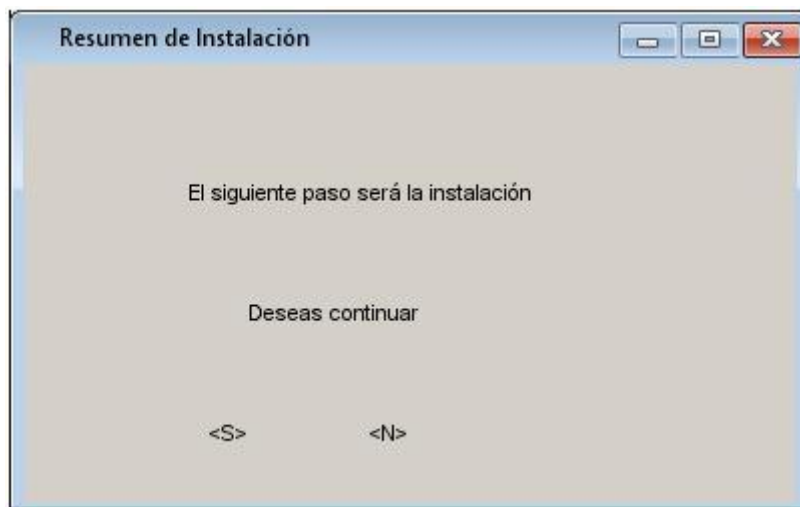 Resumen de Instalación
El siguiente paso será la instalación
Deseas continuar
<S> <N>